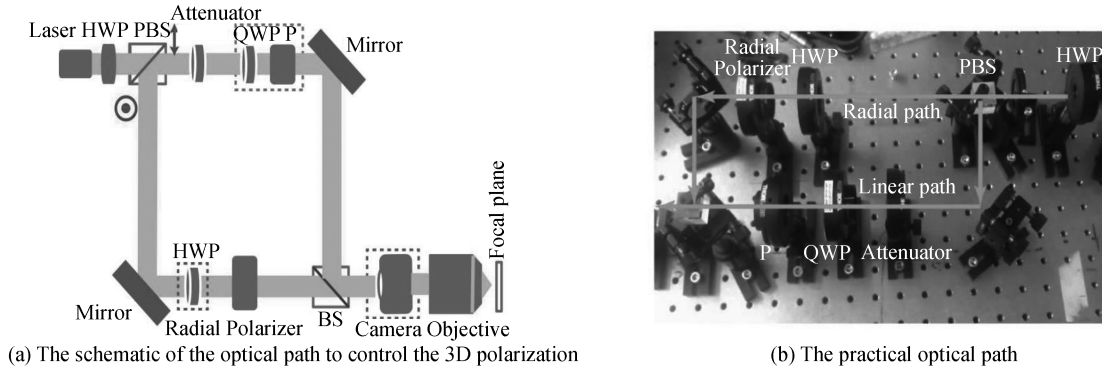 Attenuator
Laser HWP PBS
QWP P
Mirror
HWP
Mirror
Radial Polarizer
BS
Camera Objective
Focal plane
(a) The schematic of the optical path to control the 3D polarization
Radial
Polarizer
HWP
PBS
HWP
Radial path
Linear path
P
QWP
Attenuator
(b) The practical optical path